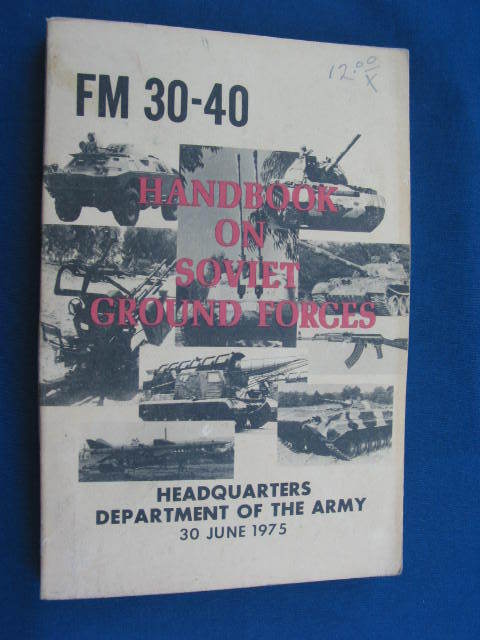 12.00
X
FM 30-40
HANDBOOK
ON
SOVIET
GROUND FORCES
HEADQUARTERS
DEPARTMENT OF THE ARMY
30 JUNE 1975